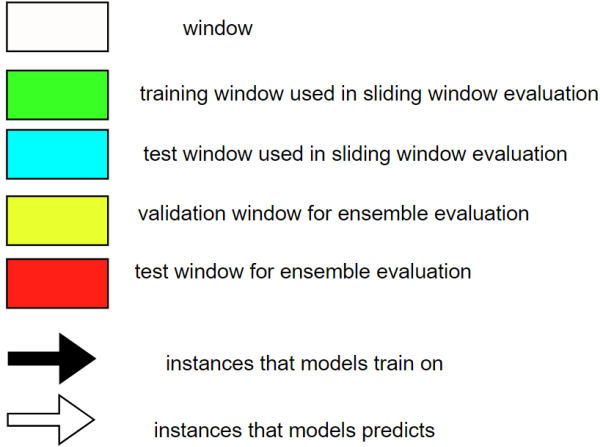 window
training window used in sliding window evaluation
test window used in sliding window evaluation
validation window for ensemble evaluation
test window for ensemble evaluation
instances that models train on
instances that models predicts